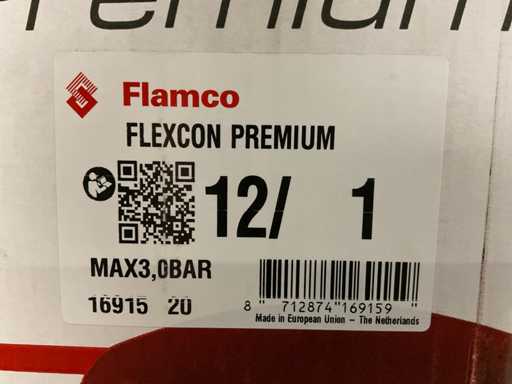 Premium
Flamco
FLEXCON PREMIUM
12/ 1
MAX3,0BAR
16915 20
8 "712874"169159 "
Made in European Union – The Netherlands